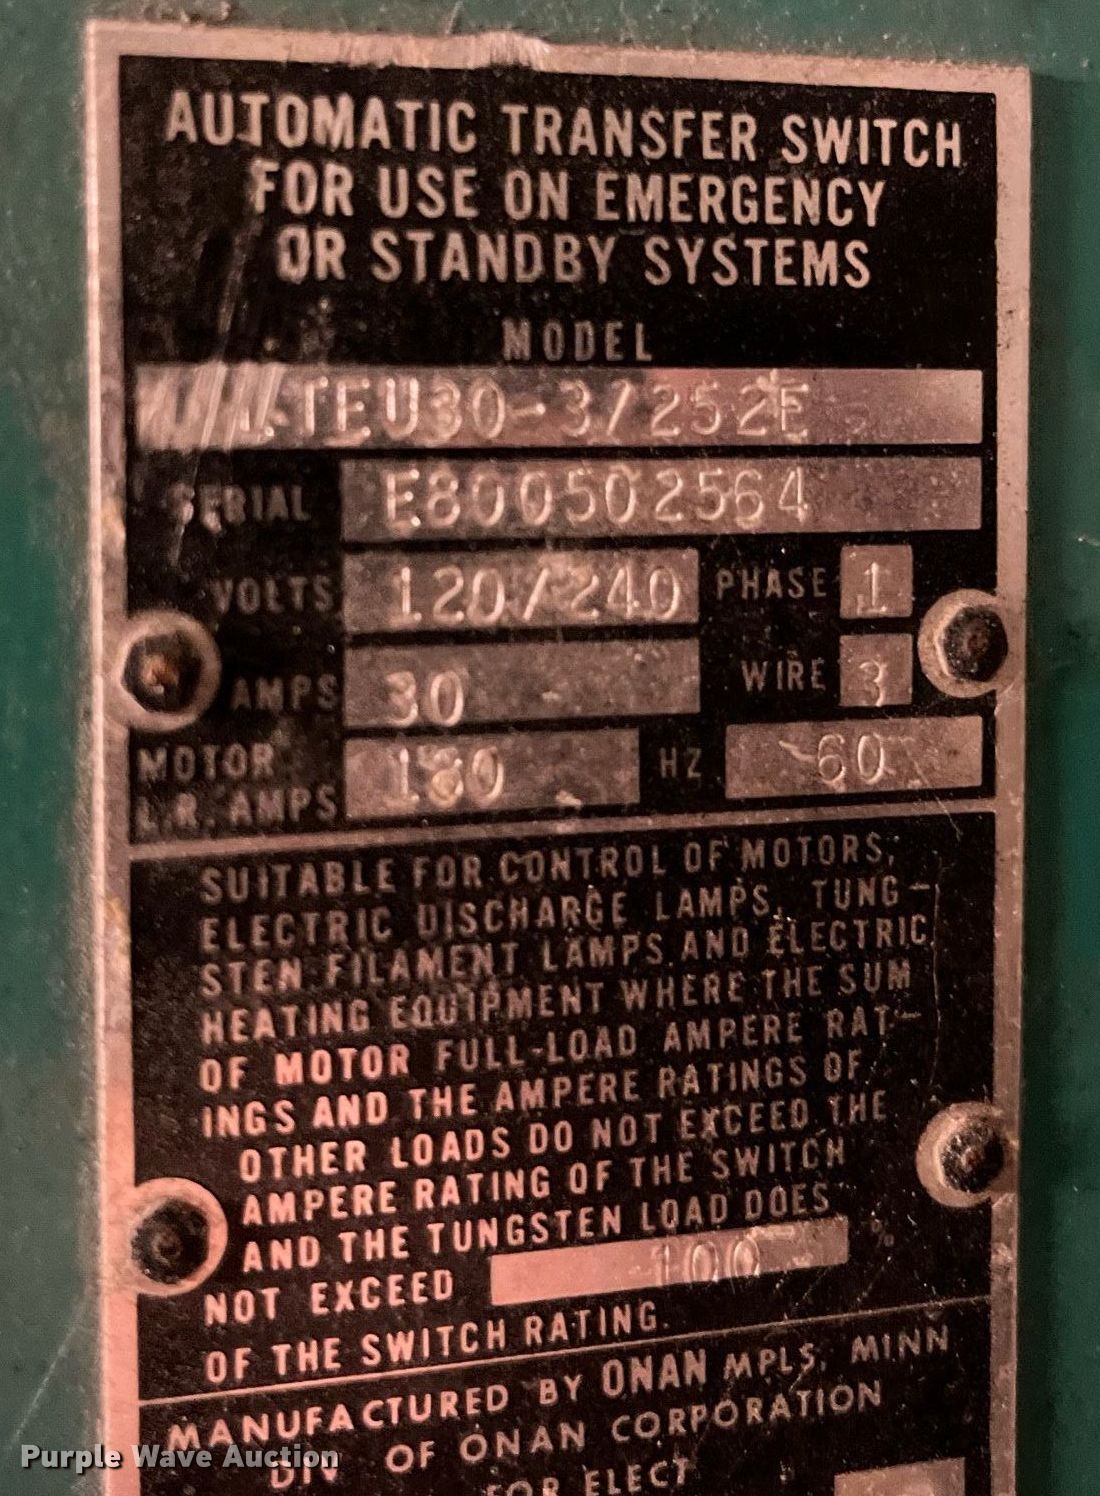 AUTOMATIC TRANSFER SWITCH
FOR USE ON EMERGENCY
OR STANDBY SYSTEMS
MODEL
LTEU30-3/252E
SERIAL E800502564
VOLTS 120/240 PHASE 1
AMPS 30 WIRE 3
MOTOR
L.R. AMPS 180 HZ 60
SUITABLE FOR CONTROL OF MOTORS,
ELECTRIC DISCHARGE LAMPS, TUNG-
STEN FILAMENT LAMPS AND ELECTRIC
HEATING EQUIPMENT WHERE THE SUM
OF MOTOR FULL-LOAD AMPERE RAT-
INGS AND THE AMPERE RATINGS OF
OTHER LOADS DO NOT EXCEED THE
AMPERE RATING OF THE SWITCH
AND THE TUNGSTEN LOAD DOES
NOT EXCEED 100 %
OF THE SWITCH RATING.
MANUFACTURED BY ONAN MPLS, MINN
DIV OF ONAN CORPORATION
FOR ELECT
Purple Wave Auction